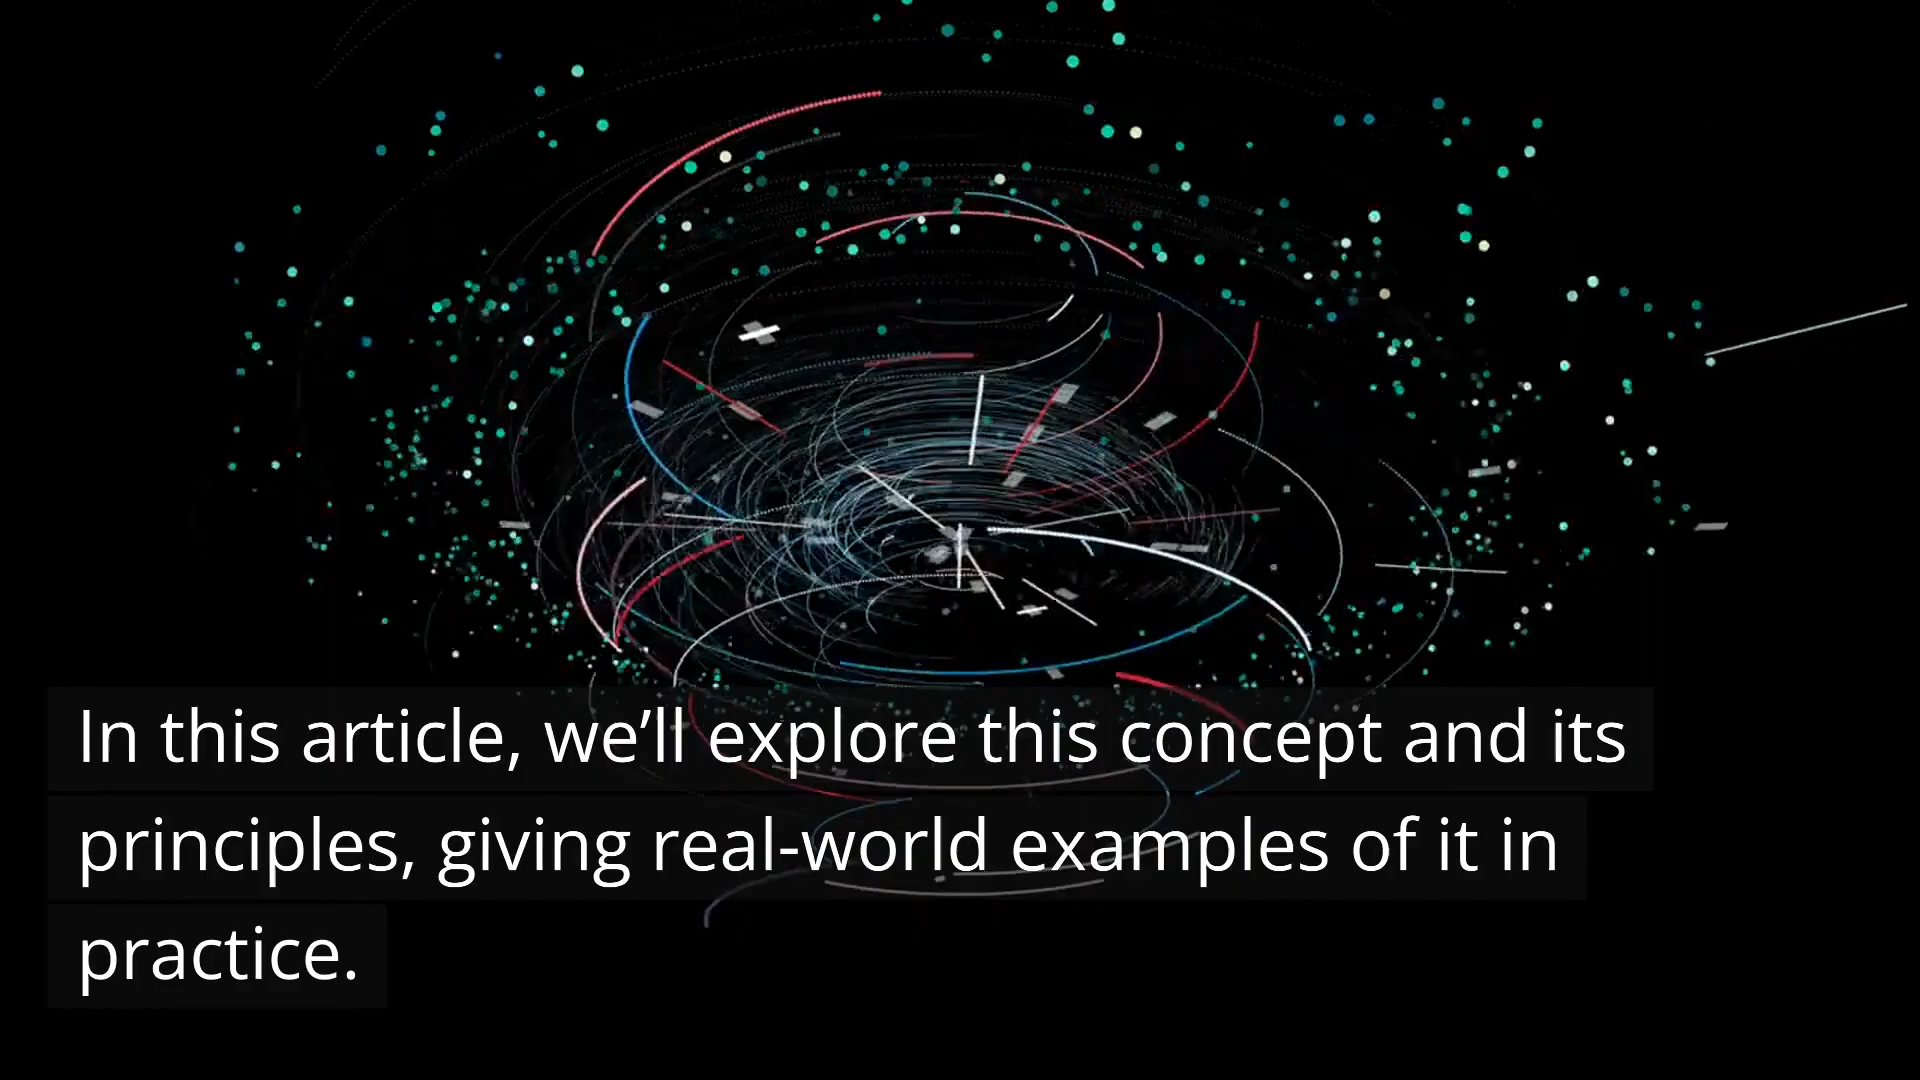 In this article, we’ll explore this concept and its
principles, giving real-world examples of it in
practice.